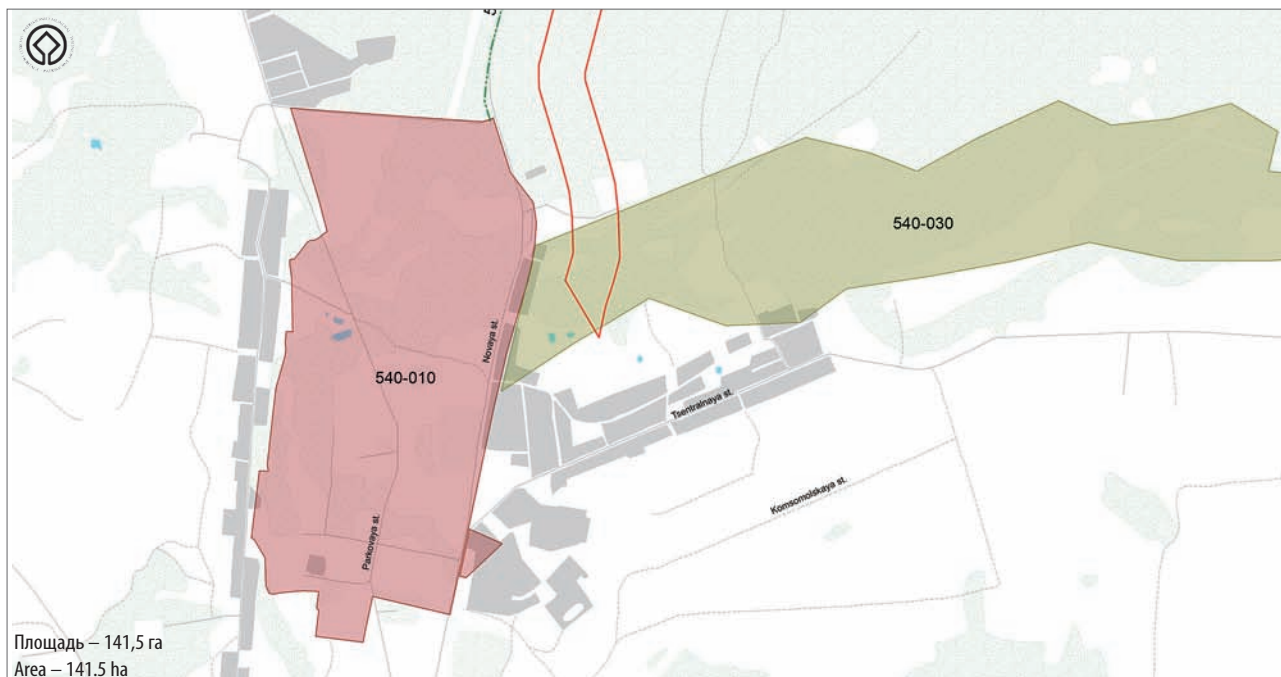 540-030
Novaya st.
540-010
Tsentralnaya st.
Komsomolskaya st.
Parkovaya st.
Площадь – 141,5 га
Area – 141.5 ha